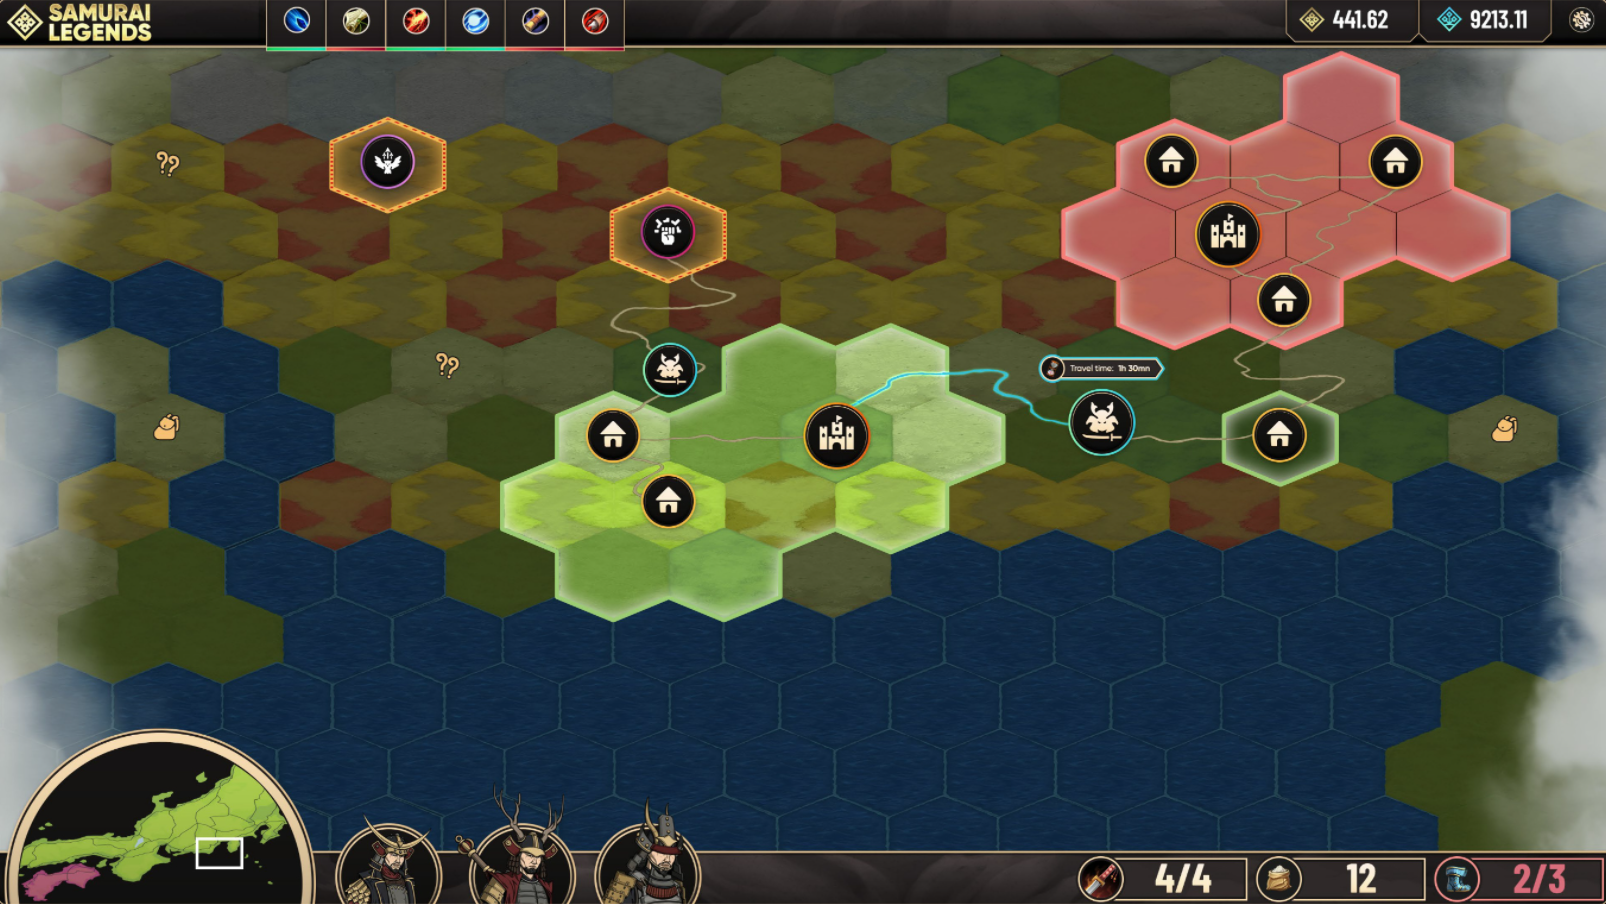 SAMURAI
LEGENDS
441.62
9213.11
??
Travel time: 1h 30mn
??
4/4
12
2/3